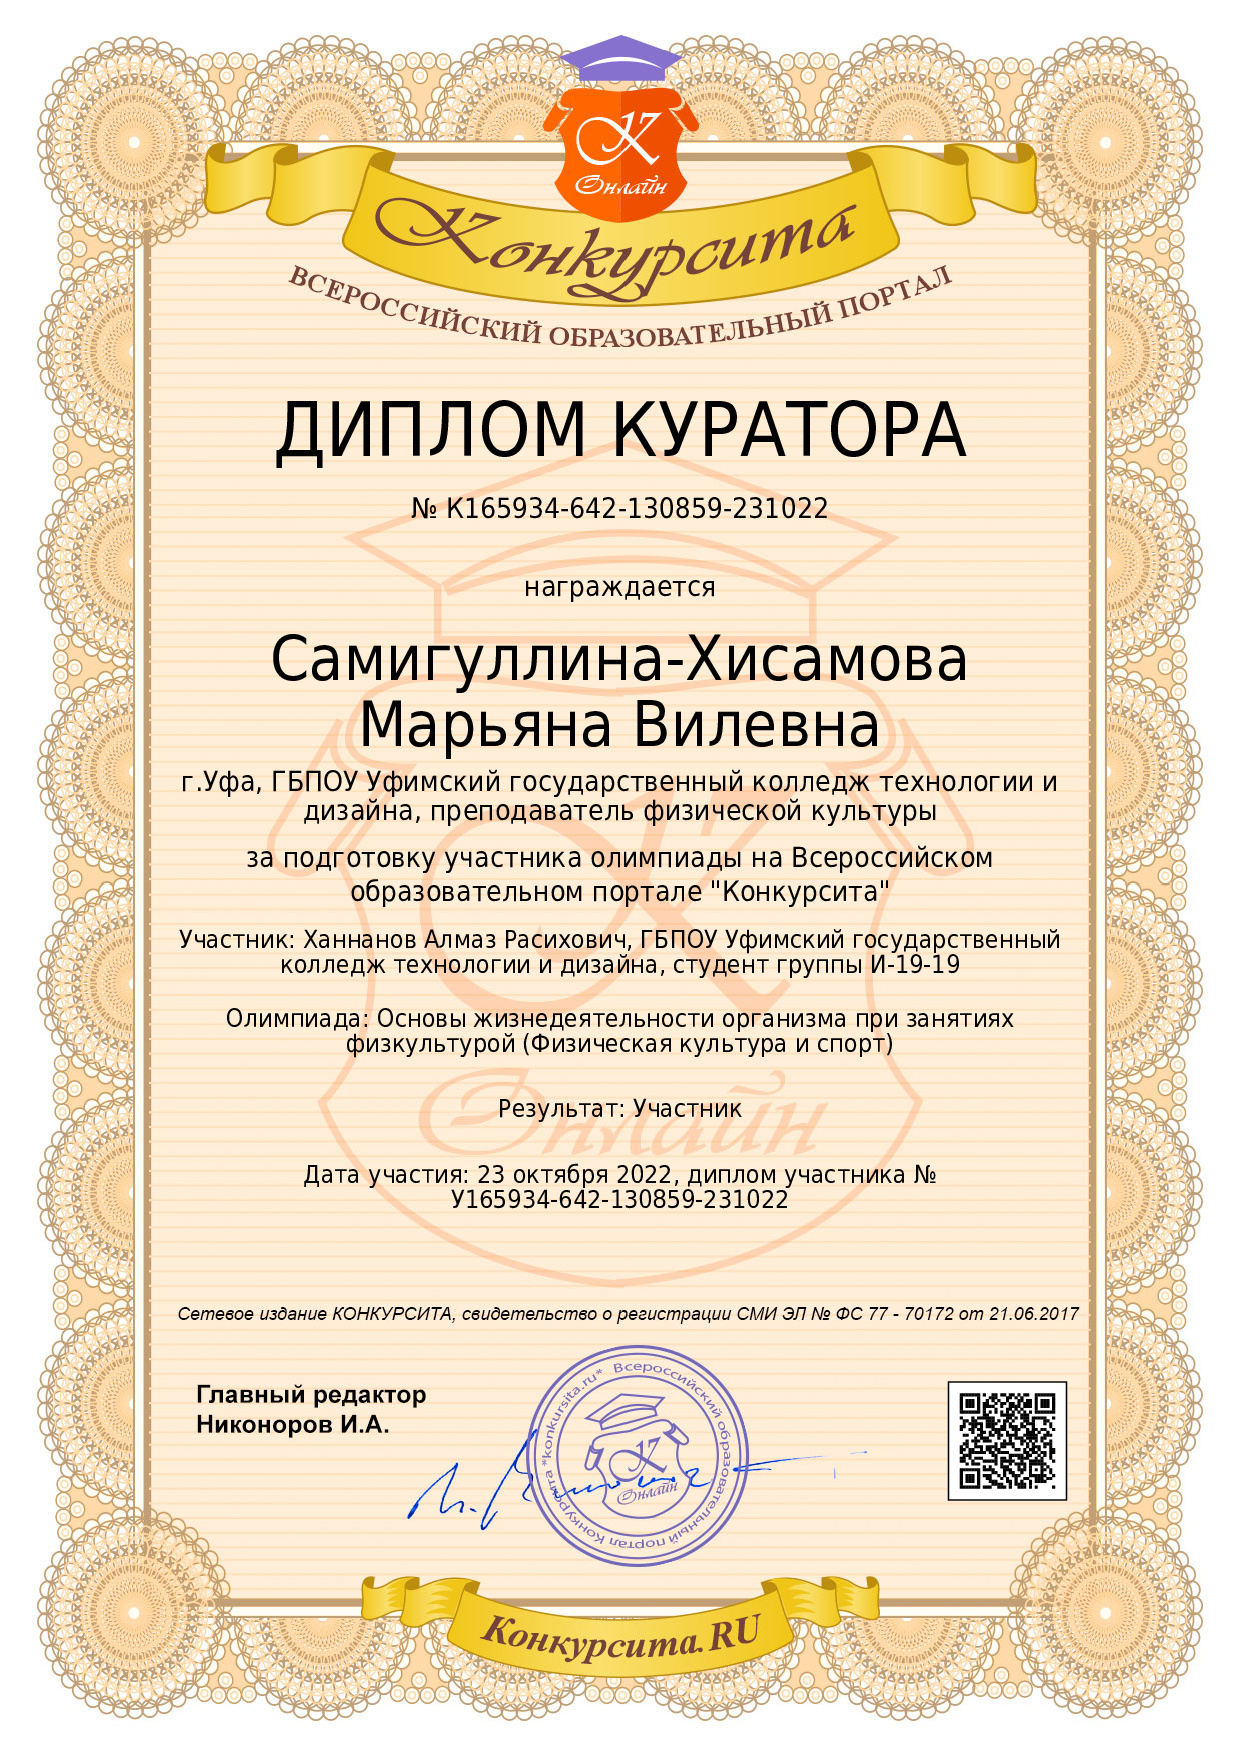 К
Онлайн
Конкурсита
ВСЕРОССИЙСКИЙ ОБРАЗОВАТЕЛЬНЫЙ ПОРТАЛ
ДИПЛОМ КУРАТОРА
№ К165934-642-130859-231022
награждается
Самигуллина-Хисамова
Марьяна Вилевна
г.Уфа, ГБПОУ Уфимский государственный колледж технологии и
дизайна, преподаватель физической культуры
за подготовку участника олимпиады на Всероссийском
образовательном портале "Конкурсита"
Участник: Ханнанов Алмаз Расихович, ГБПОУ Уфимский государственный
колледж технологии и дизайна, студент группы И-19-19
Олимпиада: Основы жизнедеятельности организма при занятиях
физкультурой (Физическая культура и спорт)
Онлайн
Результат: Участник
Дата участия: 23 октября 2022, диплом участника №
У165934-642-130859-231022
Сетевое издание КОНКУРСИТА, свидетельство о регистрации СМИ ЭЛ № ФС 77 - 70172 от 21.06.2017
Главный редактор
Никоноров И.А.
Всероссийский образовательный портал Конкурсита *konkursita.ru*
К
Онлайн
Конкурсита.RU